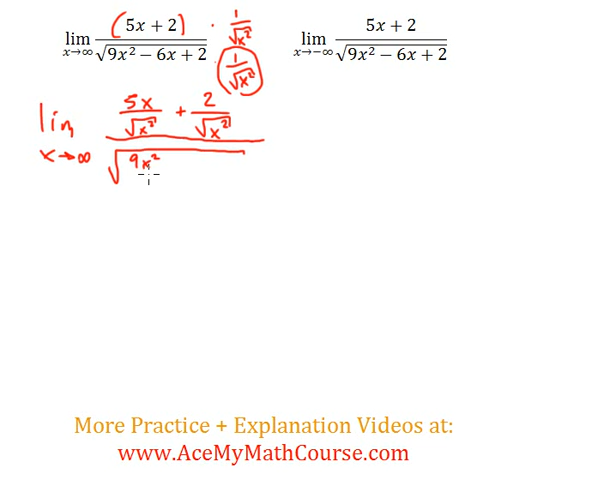 lim x→∞ (5x + 2) / √(9x² − 6x + 2) · (1/√x²) / (1/√x²)
lim x→−∞ 5x + 2 / √(9x² − 6x + 2)
lim x→∞ 5x/√x² + 2/√x² / √9x²
More Practice + Explanation Videos at:
www.AceMyMathCourse.com